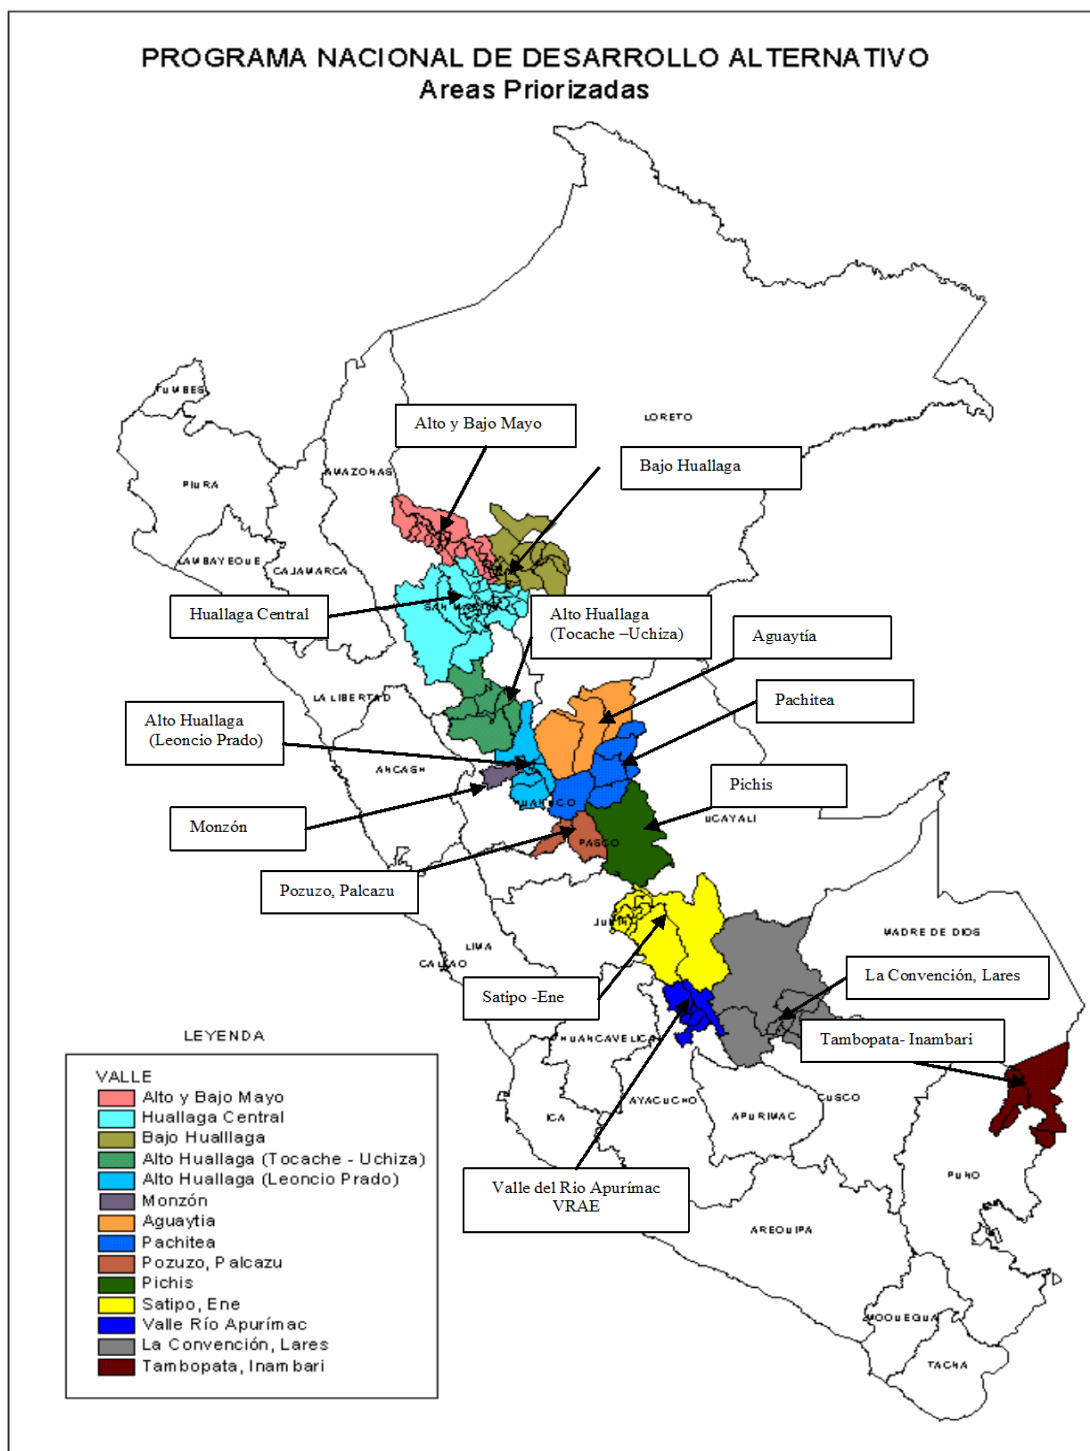 PROGRAMA NACIONAL DE DESARROLLO ALTERNATIVO
Areas Priorizadas
TUMBES
LORETO
Alto y Bajo Mayo
Bajo Huallaga
AMAZONAS
PIURA
LAMBAYEQUE
CAJAMARCA
Huallaga Central
SAN MARTIN
Alto Huallaga
(Tocache –Uchiza)
Aguaytía
LA LIBERTAD
Pachitea
Alto Huallaga
(Leoncio Prado)
ANCASH
Pichis
HUANUCO
UCAYALI
Monzón
PASCO
Pozuzo, Palcazu
JUNIN
MADRE DE DIOS
LIMA
CALLAO
La Convención, Lares
Satipo -Ene
Tambopata- Inambari
HUANCAVELICA
AYACUCHO
APURIMAC
CUSCO
ICA
PUNO
Valle del Rio Apurímac
VRAE
AREQUIPA
MOQUEGUA
TACNA
LEYENDA
VALLE
Alto y Bajo Mayo
Huallaga Central
Bajo Hualllaga
Alto Huallaga (Tocache - Uchiza)
Alto Huallaga (Leoncio Prado)
Monzón
Aguaytia
Pachitea
Pozuzo, Palcazu
Pichis
Satipo, Ene
Valle Río Apurímac
La Convención, Lares
Tambopata, Inambari